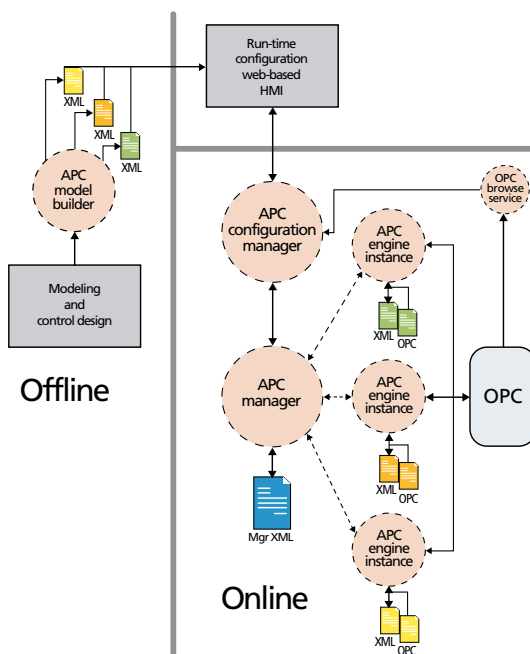 Run-time
configuration
web-based
HMI
XML
XML
XML
APC
model
builder
OPC
browse
service
APC
configuration
manager
APC
engine
instance
Modeling
and
control design
XML
OPC
Offline
APC
manager
APC
engine
instance
OPC
XML
OPC
Mgr XML
APC
engine
instance
Online
XML
OPC